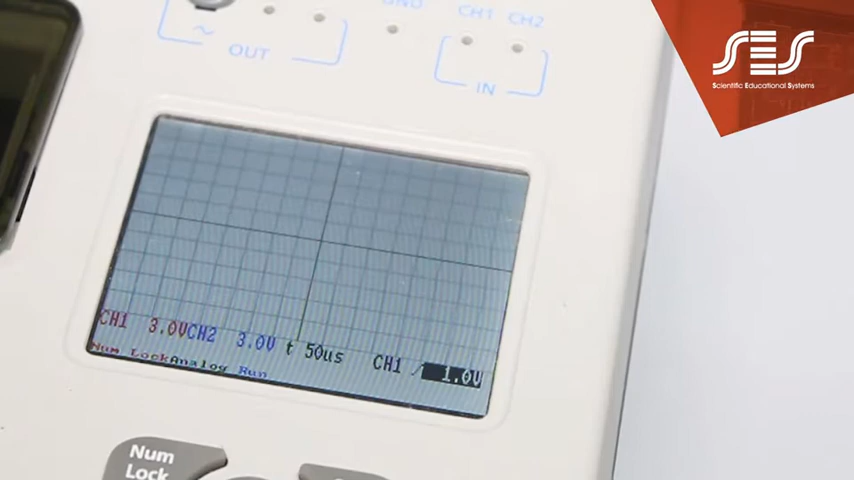 GND
CH1 CH2
~ OUT
IN
SES
Scientific Educational Systems
CH1 3.0VCH2 3.0V t 50us CH1 1.0V
Num LockAnalog Run
Num
Lock